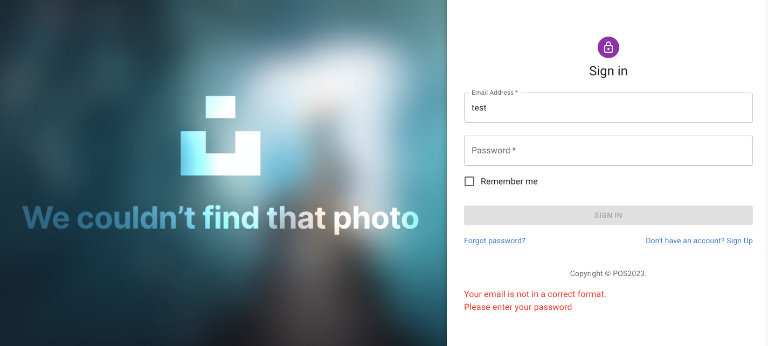 We couldn't find that photo
Sign in
Email Address *
test
Password *
Remember me
SIGN IN
Forgot password?
Don't have an account? Sign Up
Copyright © POS2023.
Your email is not in a correct format.
Please enter your password